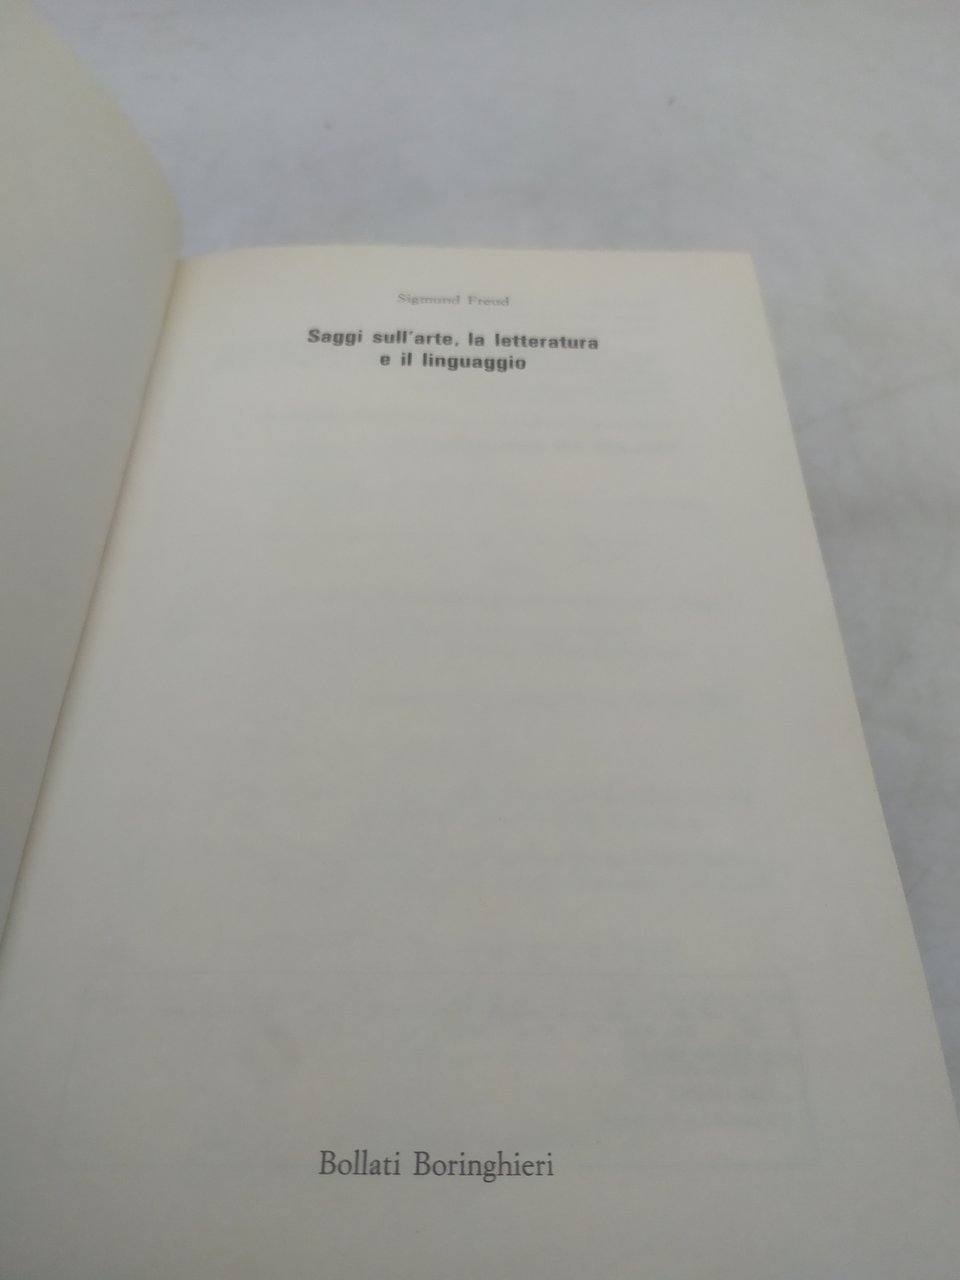 Sigmund Freud
Saggi sull'arte, la letteratura
e il linguaggio
Bollati Boringhieri